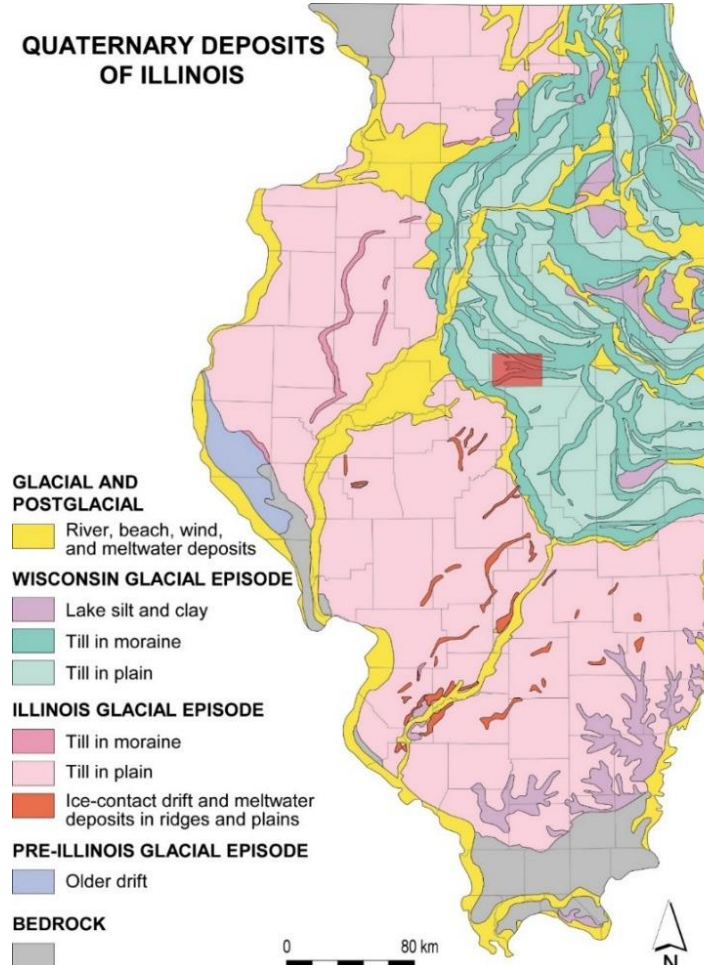 QUATERNARY DEPOSITS
OF ILLINOIS
GLACIAL AND
POSTGLACIAL
River, beach, wind,
and meltwater deposits
WISCONSIN GLACIAL EPISODE
Lake silt and clay
Till in moraine
Till in plain
ILLINOIS GLACIAL EPISODE
Till in moraine
Till in plain
Ice-contact drift and meltwater
deposits in ridges and plains
PRE-ILLINOIS GLACIAL EPISODE
Older drift
BEDROCK
0 80 km
N